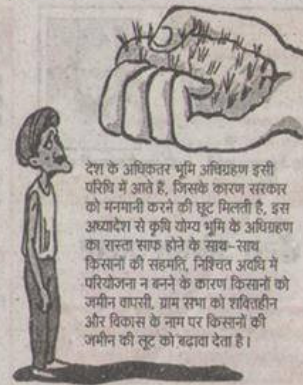 देश के अधिकतर भूमि अधिग्रहण इसी
परिधि में आते हैं, जिसके कारण सरकार
को मनमानी करने की छूट मिलती है, इस
अध्यादेश से कृषि योग्य भूमि के अधिग्रहण
का रास्ता साफ होने के साथ-साथ
किसानों की सहमति, निश्चित अवधि में
परियोजना न बनने के कारण किसानों को
जमीन वापसी, ग्राम सभा को शक्तिहीन
और विकास के नाम पर किसानों की
जमीन की लूट को बढावा देता है।